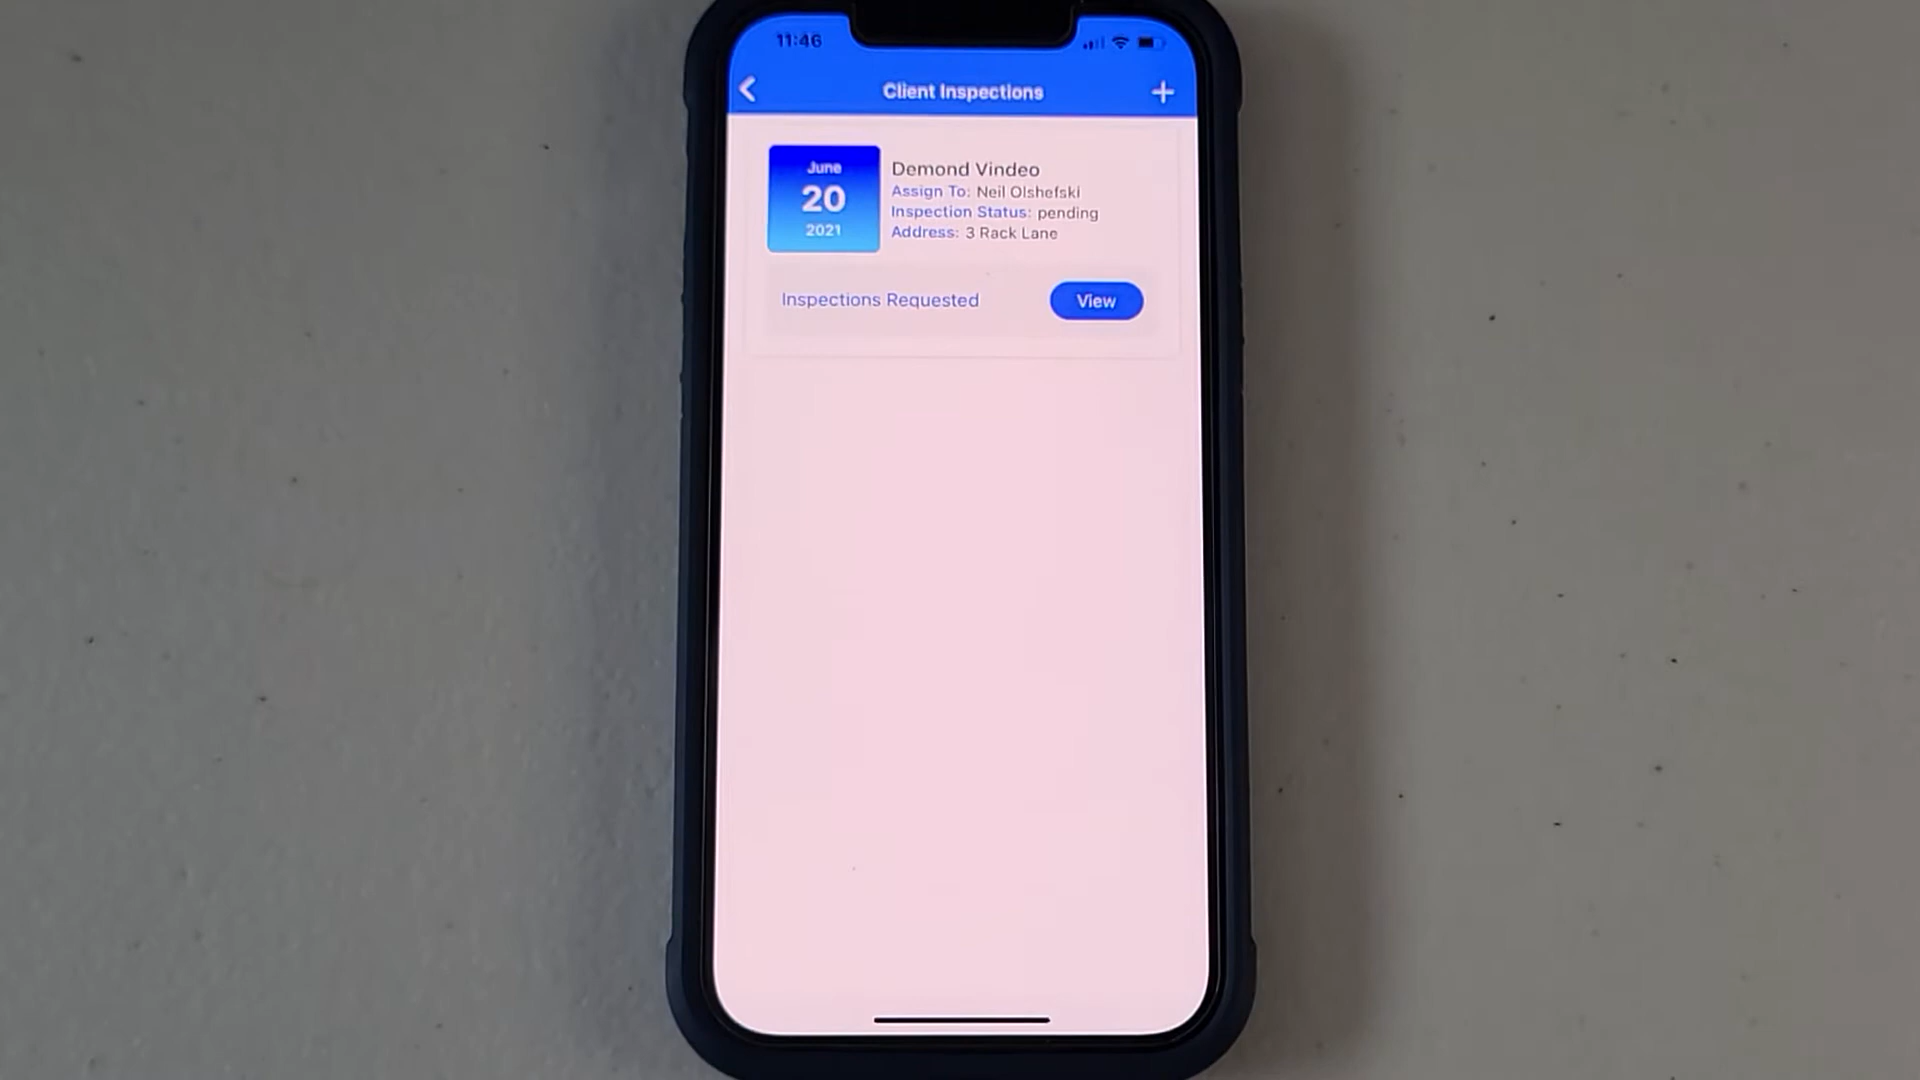 11:46
Client Inspections
June
20
2021
Demond Vindeo
Assign To: Neil Olshefski
Inspection Status: pending
Address: 3 Rack Lane
Inspections Requested
View